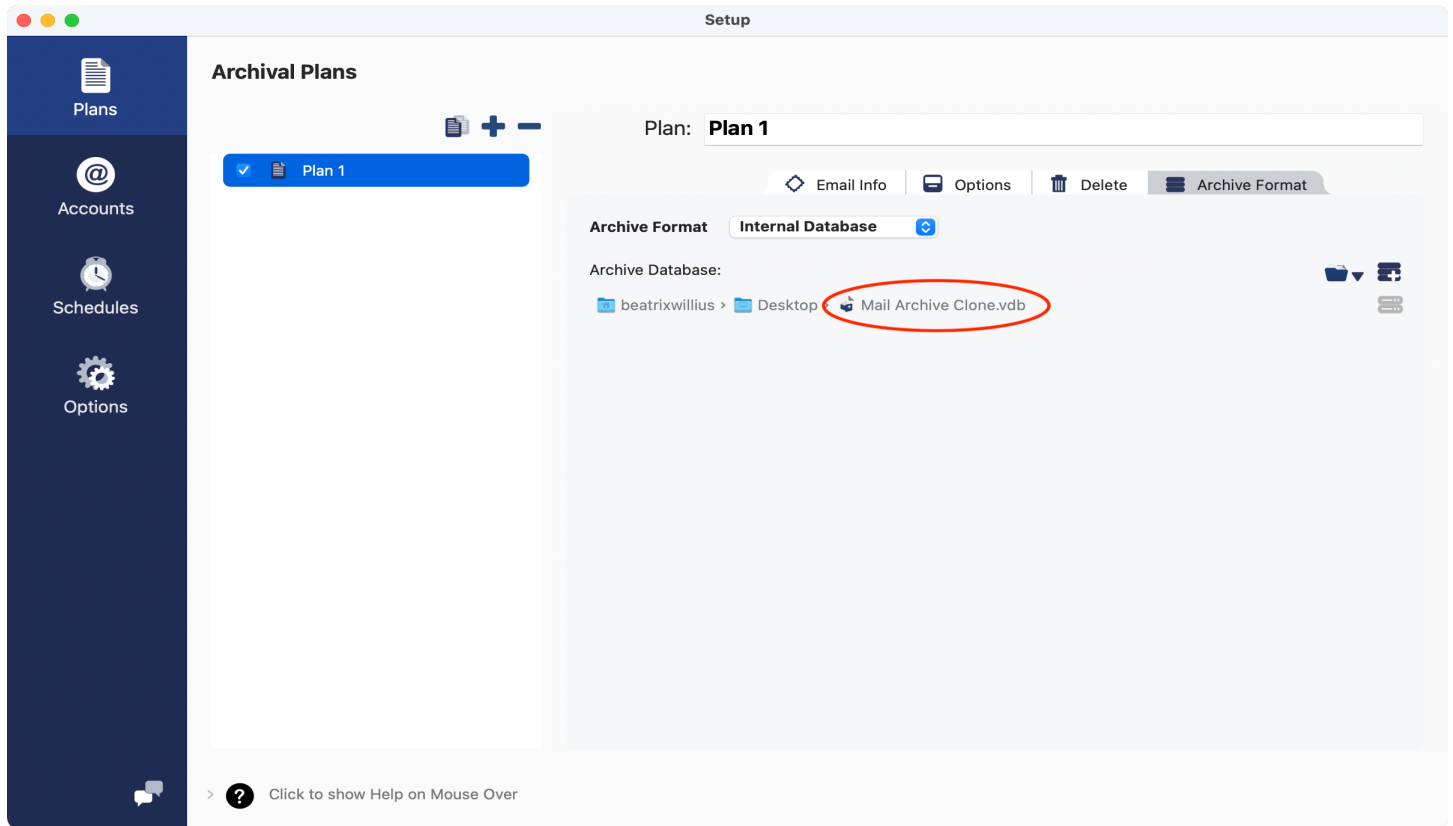 Setup
Plans
Accounts
Schedules
Options
Archival Plans
Plan 1
Plan: Plan 1
Email Info Options Delete Archive Format
Archive Format Internal Database
Archive Database:
beatrixwillius › Desktop › Mail Archive Clone.vdb
> ? Click to show Help on Mouse Over